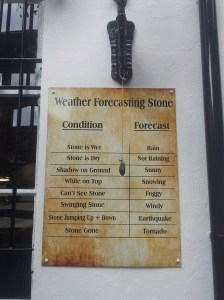 Weather Forecasting Stone
Condition Forecast
Stone is Wet Rain
Stone is Dry Not Raining
Shadow on Ground Sunny
White on Top Snowing
Can't See Stone Foggy
Swinging Stone Windy
Stone Jumping Up + Down Earthquake
Stone Gone Tornado